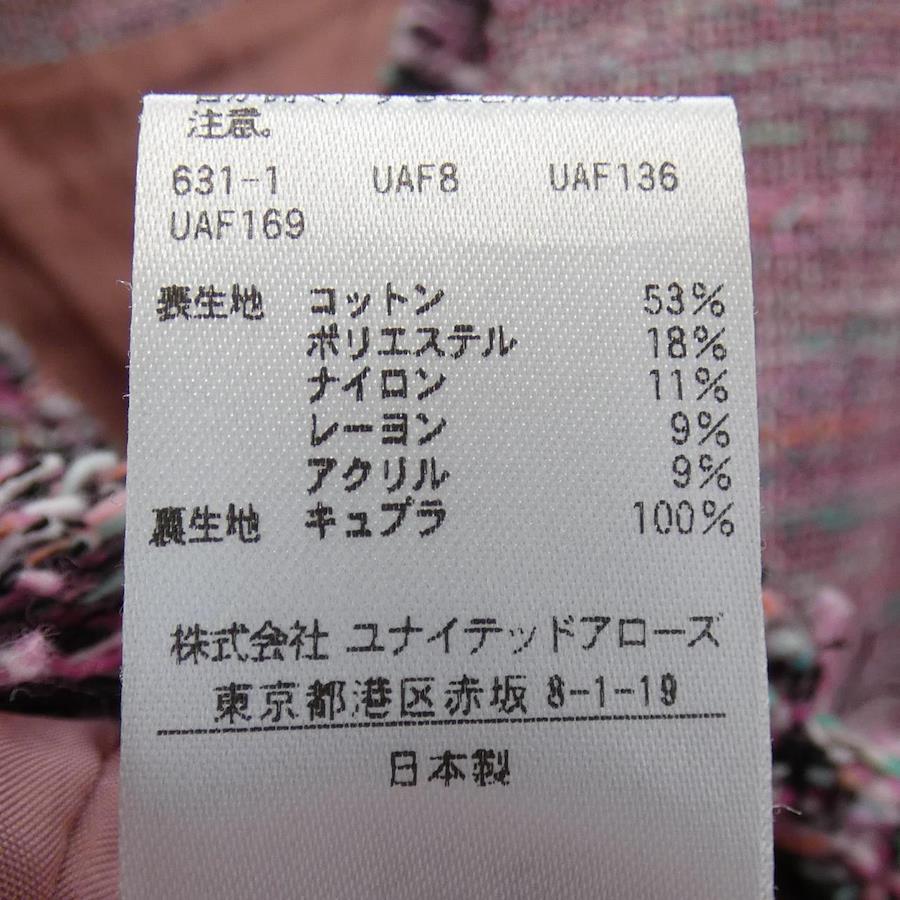 注意。
631-1 UAF8 UAF136
UAF169
表生地 コットン 53%
ポリエステル 18%
ナイロン 11%
レーヨン 9%
アクリル 9%
裏生地 キュプラ 100%
株式会社 ユナイテッドアローズ
東京都港区赤坂 8-1-19
日本製